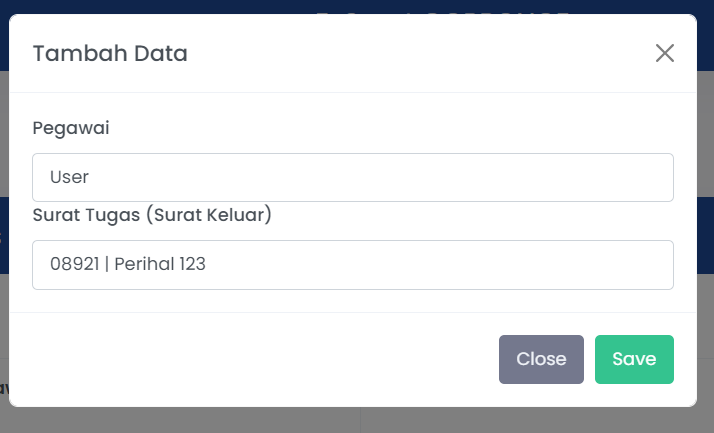 Tambah Data
Pegawai
User
Surat Tugas (Surat Keluar)
08921 | Perihal 123
Close
Save